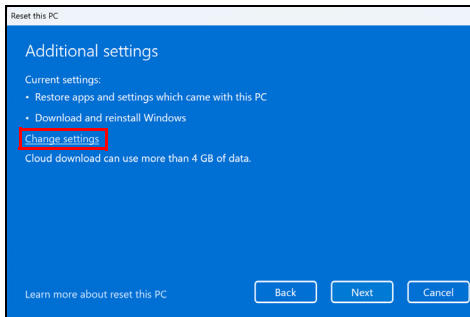 Reset this PC
Additional settings
Current settings:
• Restore apps and settings which came with this PC
• Download and reinstall Windows
Change settings
Cloud download can use more than 4 GB of data.
Learn more about reset this PC
Back
Next
Cancel